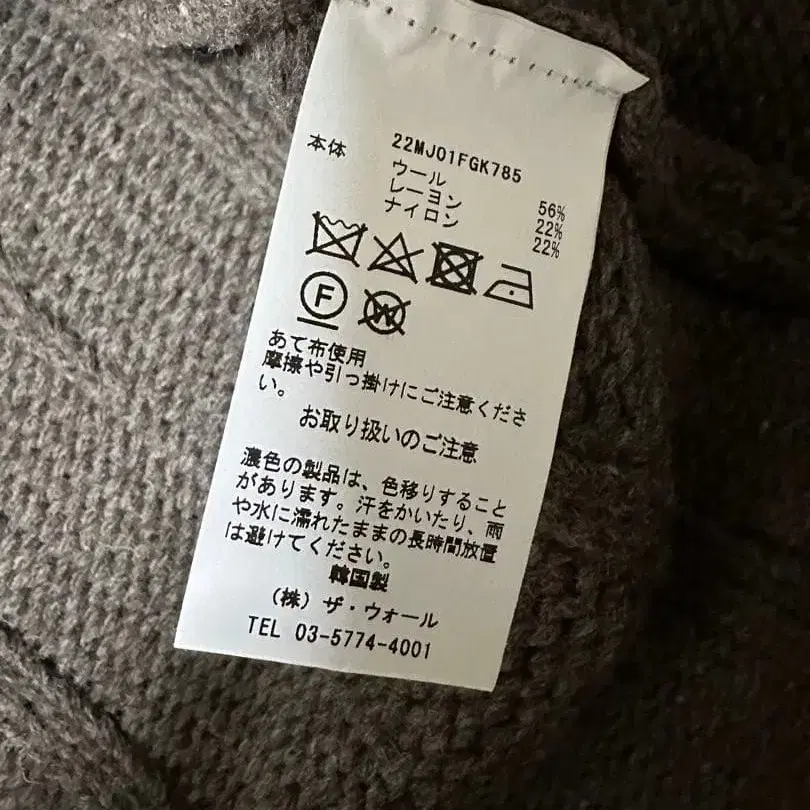 本体 22MJ01FGK785
ウール 56%
レーヨン 22%
ナイロン 22%
F
W
あて布使用
摩擦や引っ掛けにご注意くださ
い。
お取り扱いのご注意
濃色の製品は、色移りすること
があります。汗をかいたり、雨
や水に濡れたままの長時間放置
は避けてください。
韓国製
(株) ザ・ウォール
TEL 03-5774-4001